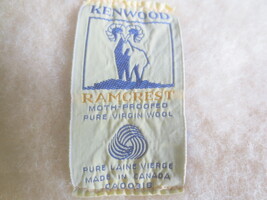 KENWOOD
RAMCREST
MOTH-PROOFED
PURE VIRGIN WOOL
PURE LAINE VIERGE
MADE IN CANADA